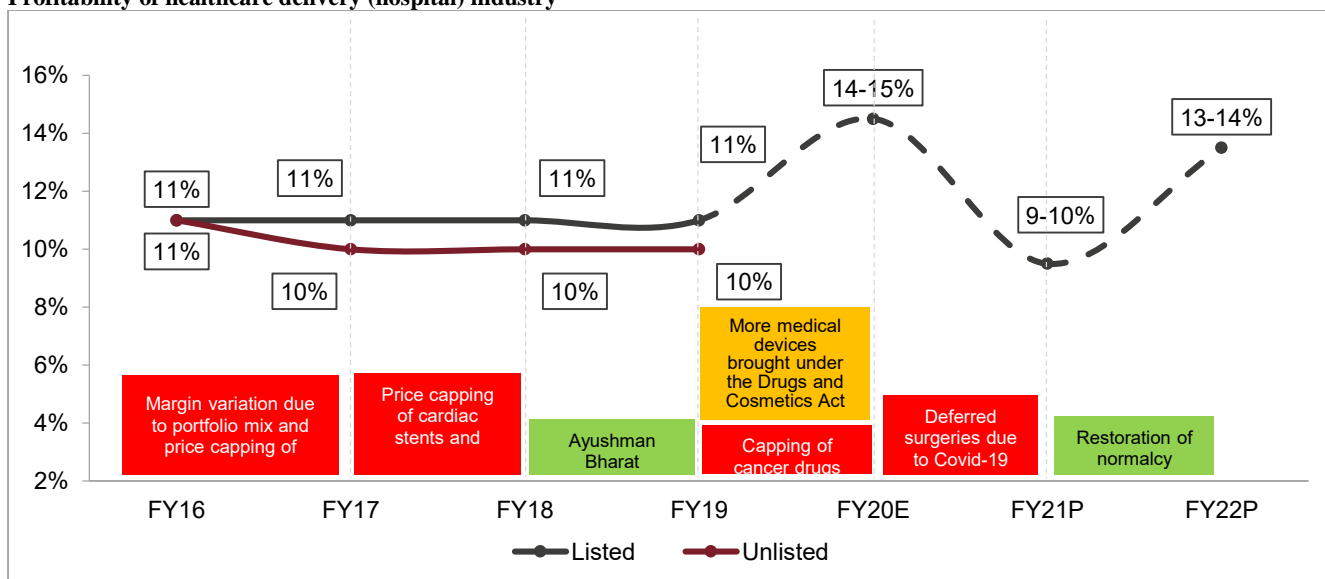 Profitability of healthcare delivery (hospital) industry
16%
14%
12%
10%
8%
6%
4%
2%
11%
11%
11%
11%
14-15%
9-10%
13-14%
11%
10%
10%
10%
Margin variation due
to portfolio mix and
price capping of
Price capping
of cardiac
stents and
Ayushman
Bharat
More medical
devices
brought under
the Drugs and
Cosmetics Act
Capping of
cancer drugs
Deferred
surgeries due
to Covid-19
Restoration of
normalcy
FY16 FY17 FY18 FY19 FY20E FY21P FY22P
Listed Unlisted